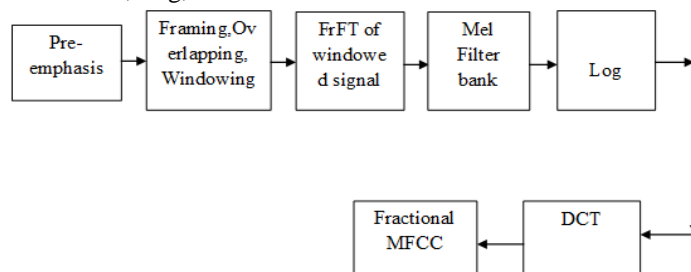 Pre-
emphasis
Framing,Ov
erlapping,
Windowing
FrFT of
windowe
d signal
Mel
Filter
bank
Log
Fractional
MFCC
DCT